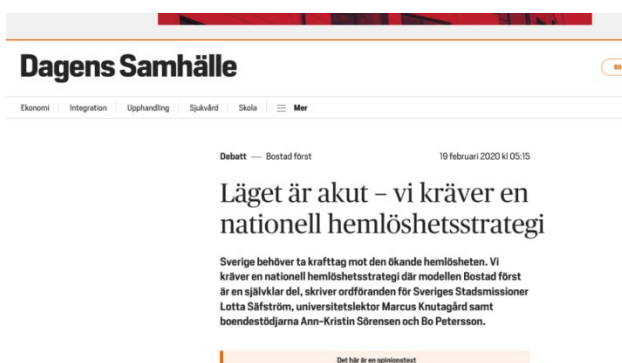 Dagens Samhälle
Ekonomi Integration Upphandling Sjukvård Skola Mer
Debatt — Bostad först 19 februari 2020 kl 05:15
Läget är akut – vi kräver en
nationell hemlöshetsstrategi
Sverige behöver ta krafttag mot den ökande hemlösheten. Vi
kräver en nationell hemlöshetsstrategi där modellen Bostad först
är en självklar del, skriver ordföranden för Sveriges Stadsmissioner
Lotta Säfström, universitetslektor Marcus Knutagård samt
boendestödjarna Ann-Kristin Sörensen och Bo Petersson.
Det här är en opinionstext